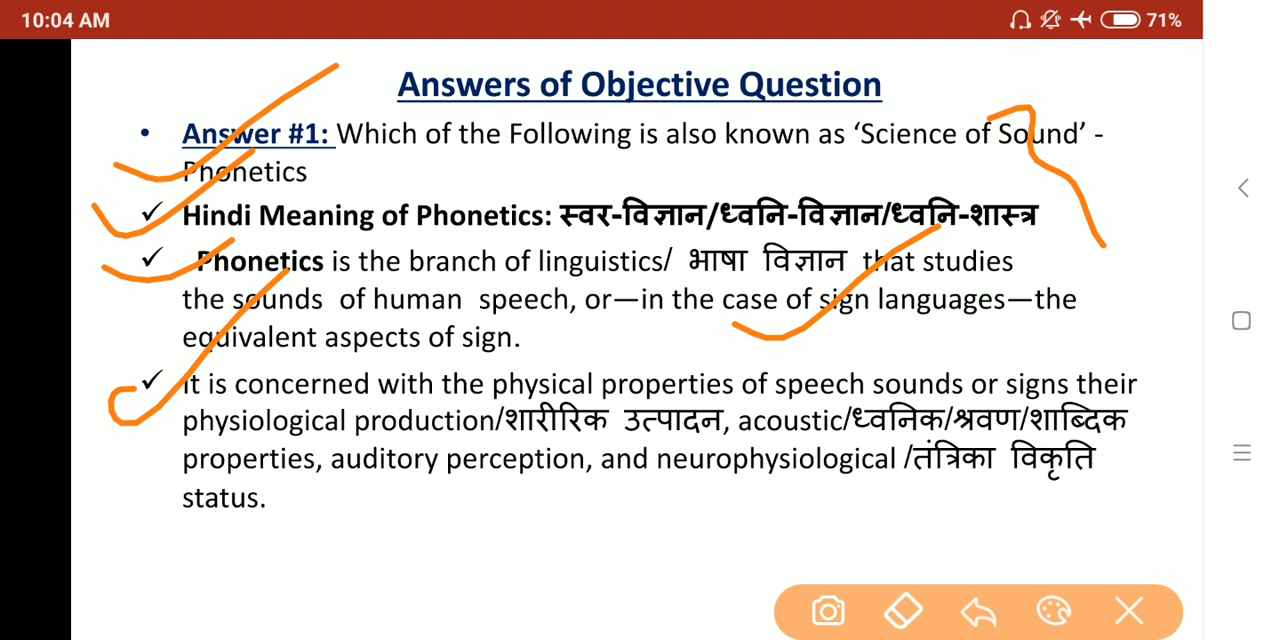 10:04 AM
71%
Answers of Objective Question
• Answer #1: Which of the Following is also known as ‘Science of Sound’ -
Phonetics
✓ Hindi Meaning of Phonetics: स्वर-विज्ञान/ध्वनि-विज्ञान/ध्वनि-शास्त्र
✓ Phonetics is the branch of linguistics/ भाषा विज्ञान that studies
the sounds of human speech, or—in the case of sign languages—the
equivalent aspects of sign.
✓ It is concerned with the physical properties of speech sounds or signs their
physiological production/शारीरिक उत्पादन, acoustic/ध्वनिक/श्रवण/शाब्दिक
properties, auditory perception, and neurophysiological /तंत्रिका विकृति
status.